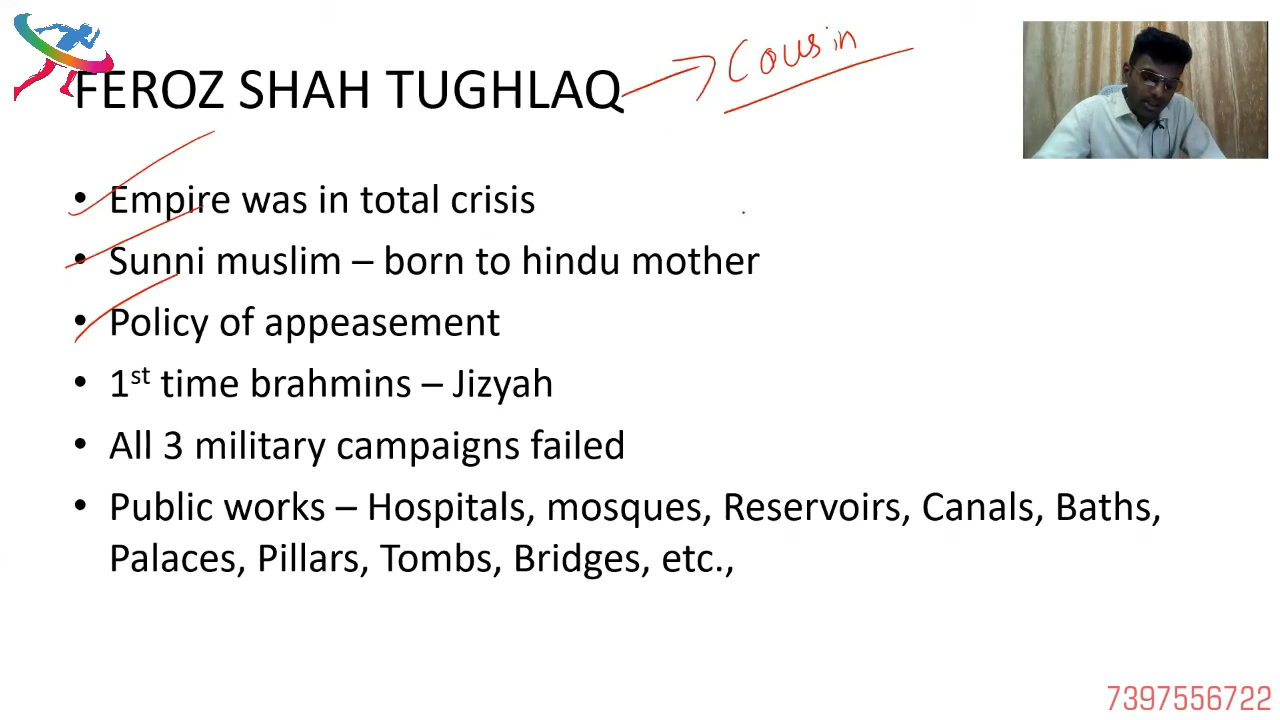 FEROZ SHAH TUGHLAQ → Cousin
• Empire was in total crisis
• Sunni muslim – born to hindu mother
• Policy of appeasement
• 1st time brahmins – Jizyah
• All 3 military campaigns failed
• Public works – Hospitals, mosques, Reservoirs, Canals, Baths,
Palaces, Pillars, Tombs, Bridges, etc.,
7397556722